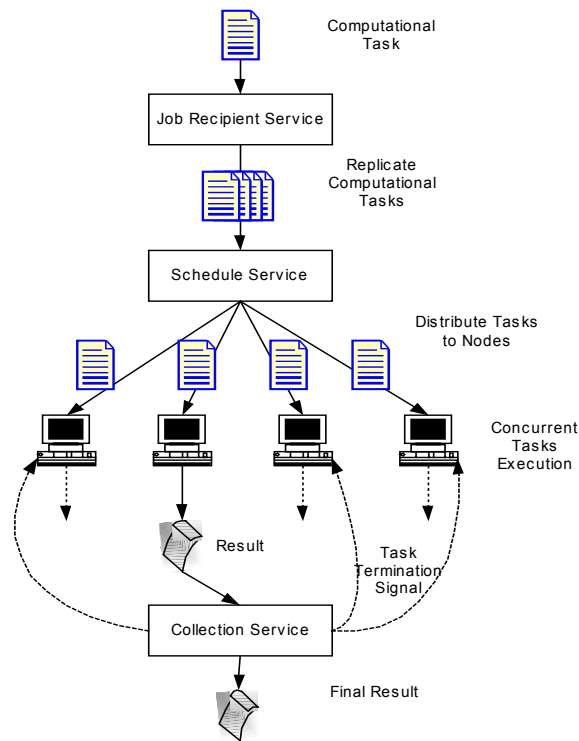 Computational
Task
Job Recipient Service
Replicate
Computational
Tasks
Schedule Service
Distribute Tasks
to Nodes
Concurrent
Tasks
Execution
Result
Task
Termination
Signal
Collection Service
Final Result